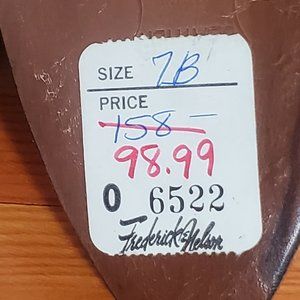 SIZE 7B
PRICE
158 —
98.99
0 6522
Frederick & Nelson